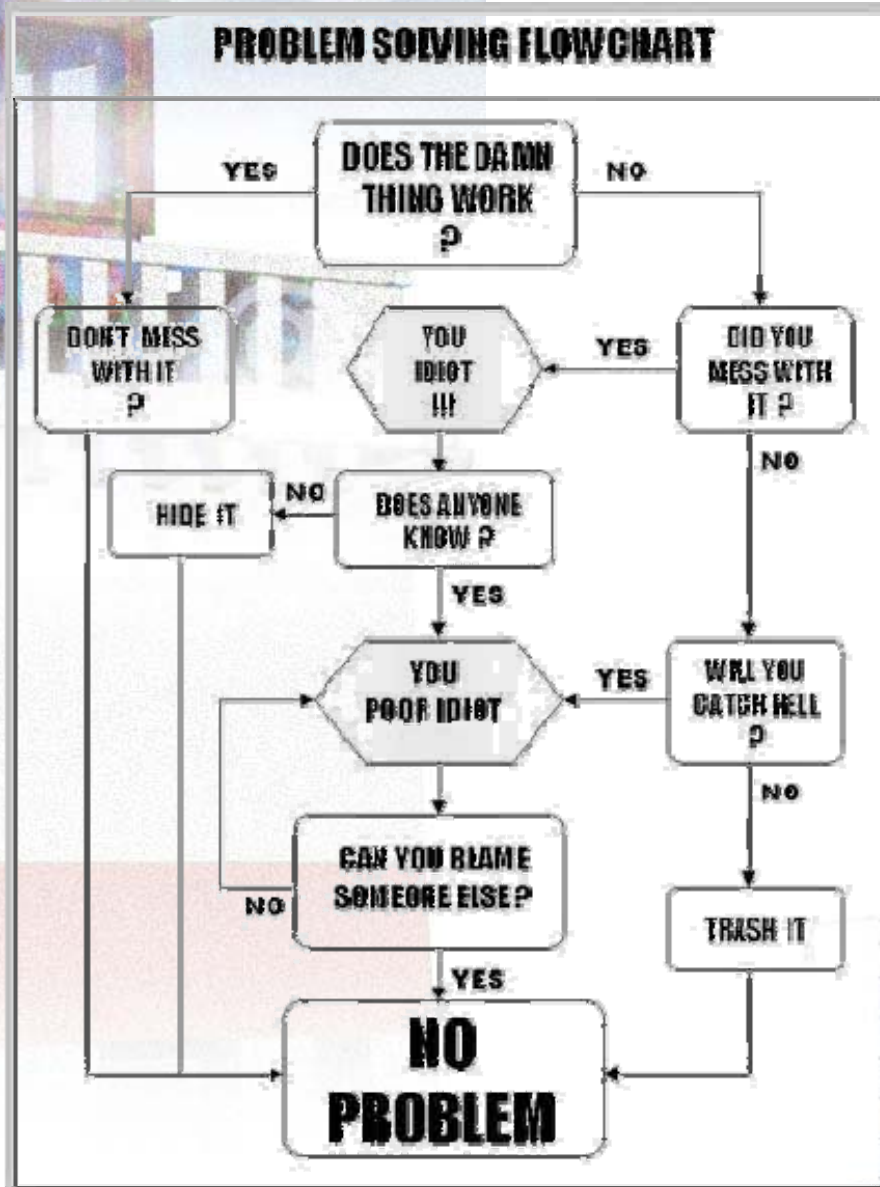 PROBLEM SOLVING FLOWCHART
DOES THE DAMN
THING WORK
?
YES
NO
DON'T MESS
WITH IT
?
YOU
IDIOT
!!!
YES
DID YOU
MESS WITH
IT ?
NO
HIDE IT
NO
DOES ANYONE
KNOW ?
YES
YOU
POOR IDIOT
YES
WILL YOU
CATCH HELL
?
NO
CAN YOU BLAME
SOMEONE ELSE?
NO
TRASH IT
YES
NO
PROBLEM